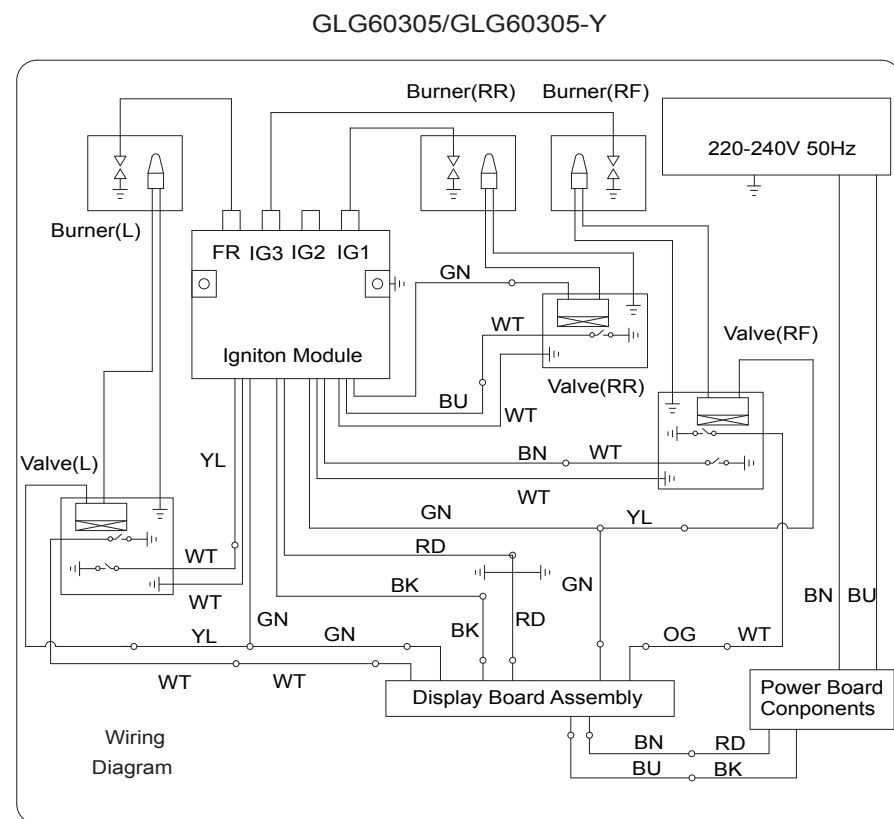 GLG60305/GLG60305-Y
Burner(RR)
Burner(RF)
220-240V 50Hz
Burner(L)
FR
IG3
IG2
IG1
GN
WT
Valve(RF)
Igniton Module
Valve(RR)
BU
WT
BN
WT
YL
Valve(L)
WT
GN
YL
RD
WT
BK
GN
BN
BU
WT
GN
BK
RD
YL
GN
OG
WT
WT
WT
Display Board Assembly
Power Board
Conponents
Wiring
Diagram
BN
RD
BU
BK